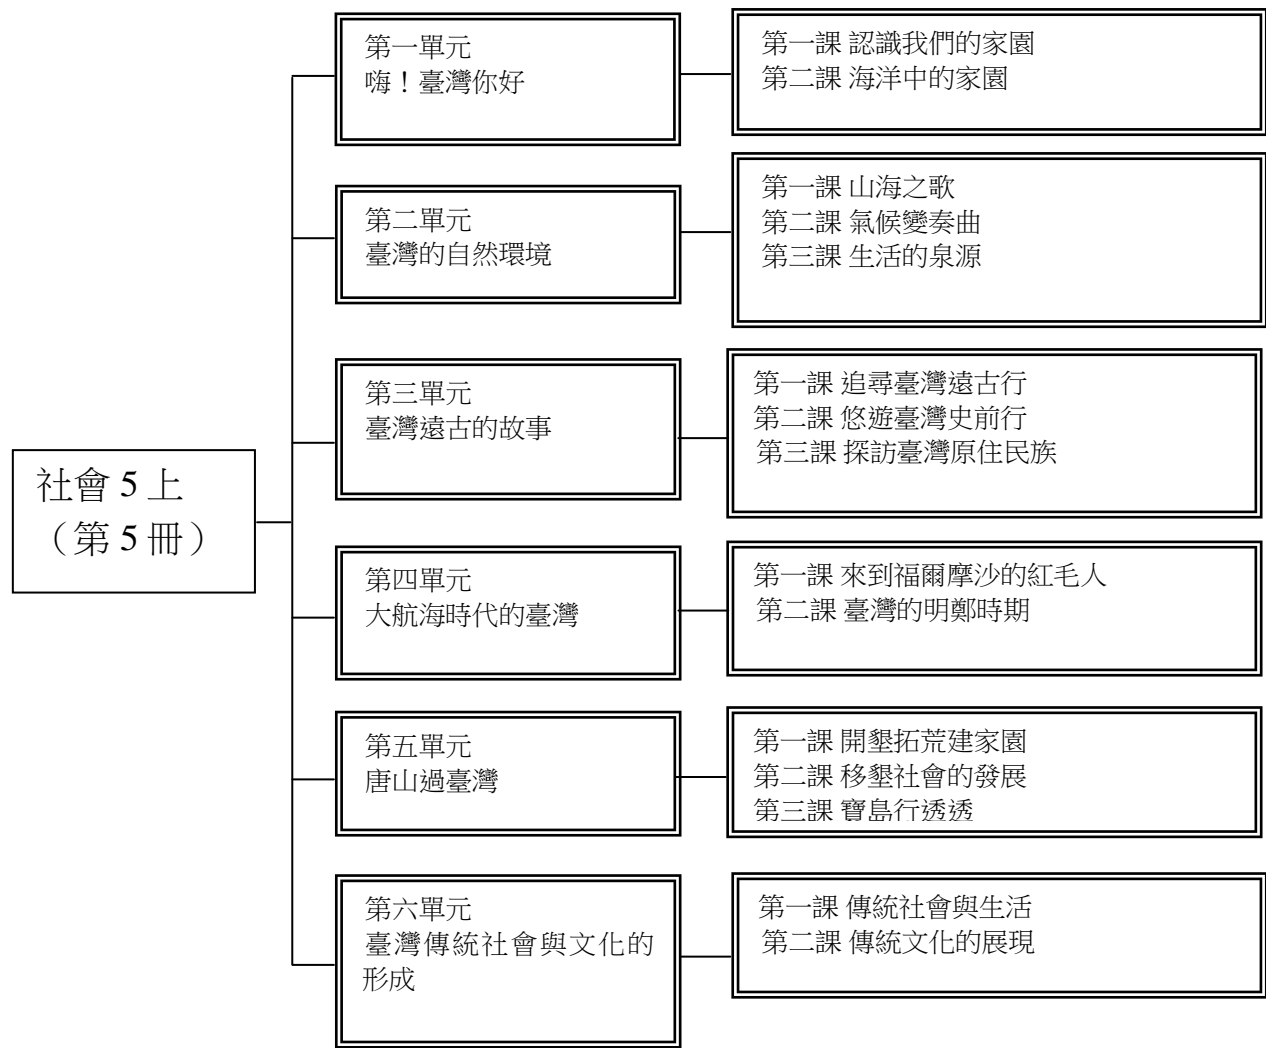 社會 5 上
（第 5 冊）
第一單元
嗨！臺灣你好
第一課 認識我們的家園
第二課 海洋中的家園
第二單元
臺灣的自然環境
第一課 山海之歌
第二課 氣候變奏曲
第三課 生活的泉源
第三單元
臺灣遠古的故事
第一課 追尋臺灣遠古行
第二課 悠遊臺灣史前行
第三課 探訪臺灣原住民族
第四單元
大航海時代的臺灣
第一課 來到福爾摩沙的紅毛人
第二課 臺灣的明鄭時期
第五單元
唐山過臺灣
第一課 開墾拓荒建家園
第二課 移墾社會的發展
第三課 寶島行透透
第六單元
臺灣傳統社會與文化的
形成
第一課 傳統社會與生活
第二課 傳統文化的展現